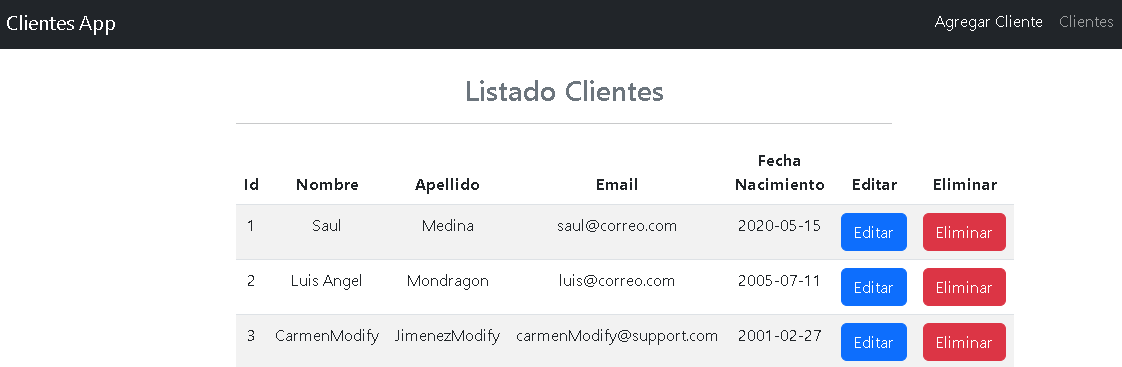 Clientes App Agregar Cliente Clientes
Listado Clientes
Id Nombre Apellido Email Fecha Nacimiento Editar Eliminar
1 Saul Medina saul@correo.com 2020-05-15 Editar Eliminar
2 Luis Angel Mondragon luis@correo.com 2005-07-11 Editar Eliminar
3 CarmenModify JimenezModify carmenModify@support.com 2001-02-27 Editar Eliminar